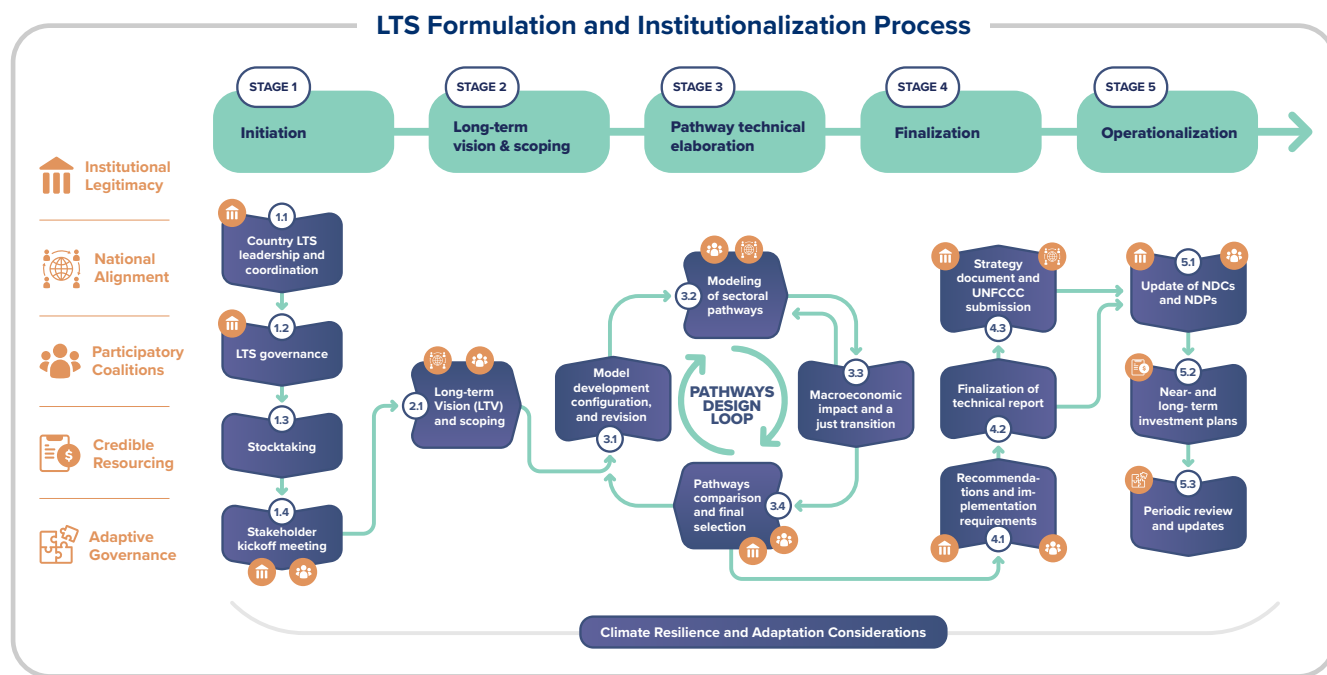 LTS Formulation and Institutionalization Process
STAGE 1
Initiation
STAGE 2
Long-term
vision & scoping
STAGE 3
Pathway technical
elaboration
STAGE 4
Finalization
STAGE 5
Operationalization
Institutional
Legitimacy
National
Alignment
Participatory
Coalitions
Credible
Resourcing
Adaptive
Governance
1.1
Country LTS
leadership and
coordination
1.2
LTS governance
1.3
Stocktaking
1.4
Stakeholder
kickoff meeting
2.1
Long-term
Vision (LTV)
and scoping
Model
development
configuration,
and revision
3.1
3.2
Modeling
of sectoral
pathways
PATHWAYS
DESIGN
LOOP
3.3
Macroeconomic
impact and a
just transition
Pathways
comparison
and final
selection
3.4
Strategy
document and
UNFCCC
submission
4.3
Finalization of
technical report
4.2
Recommenda-
tions and im-
plementation
requirements
4.1
5.1
Update of NDCs
and NDPs
5.2
Near- and
long- term
investment plans
5.3
Periodic review
and updates
Climate Resilience and Adaptation Considerations